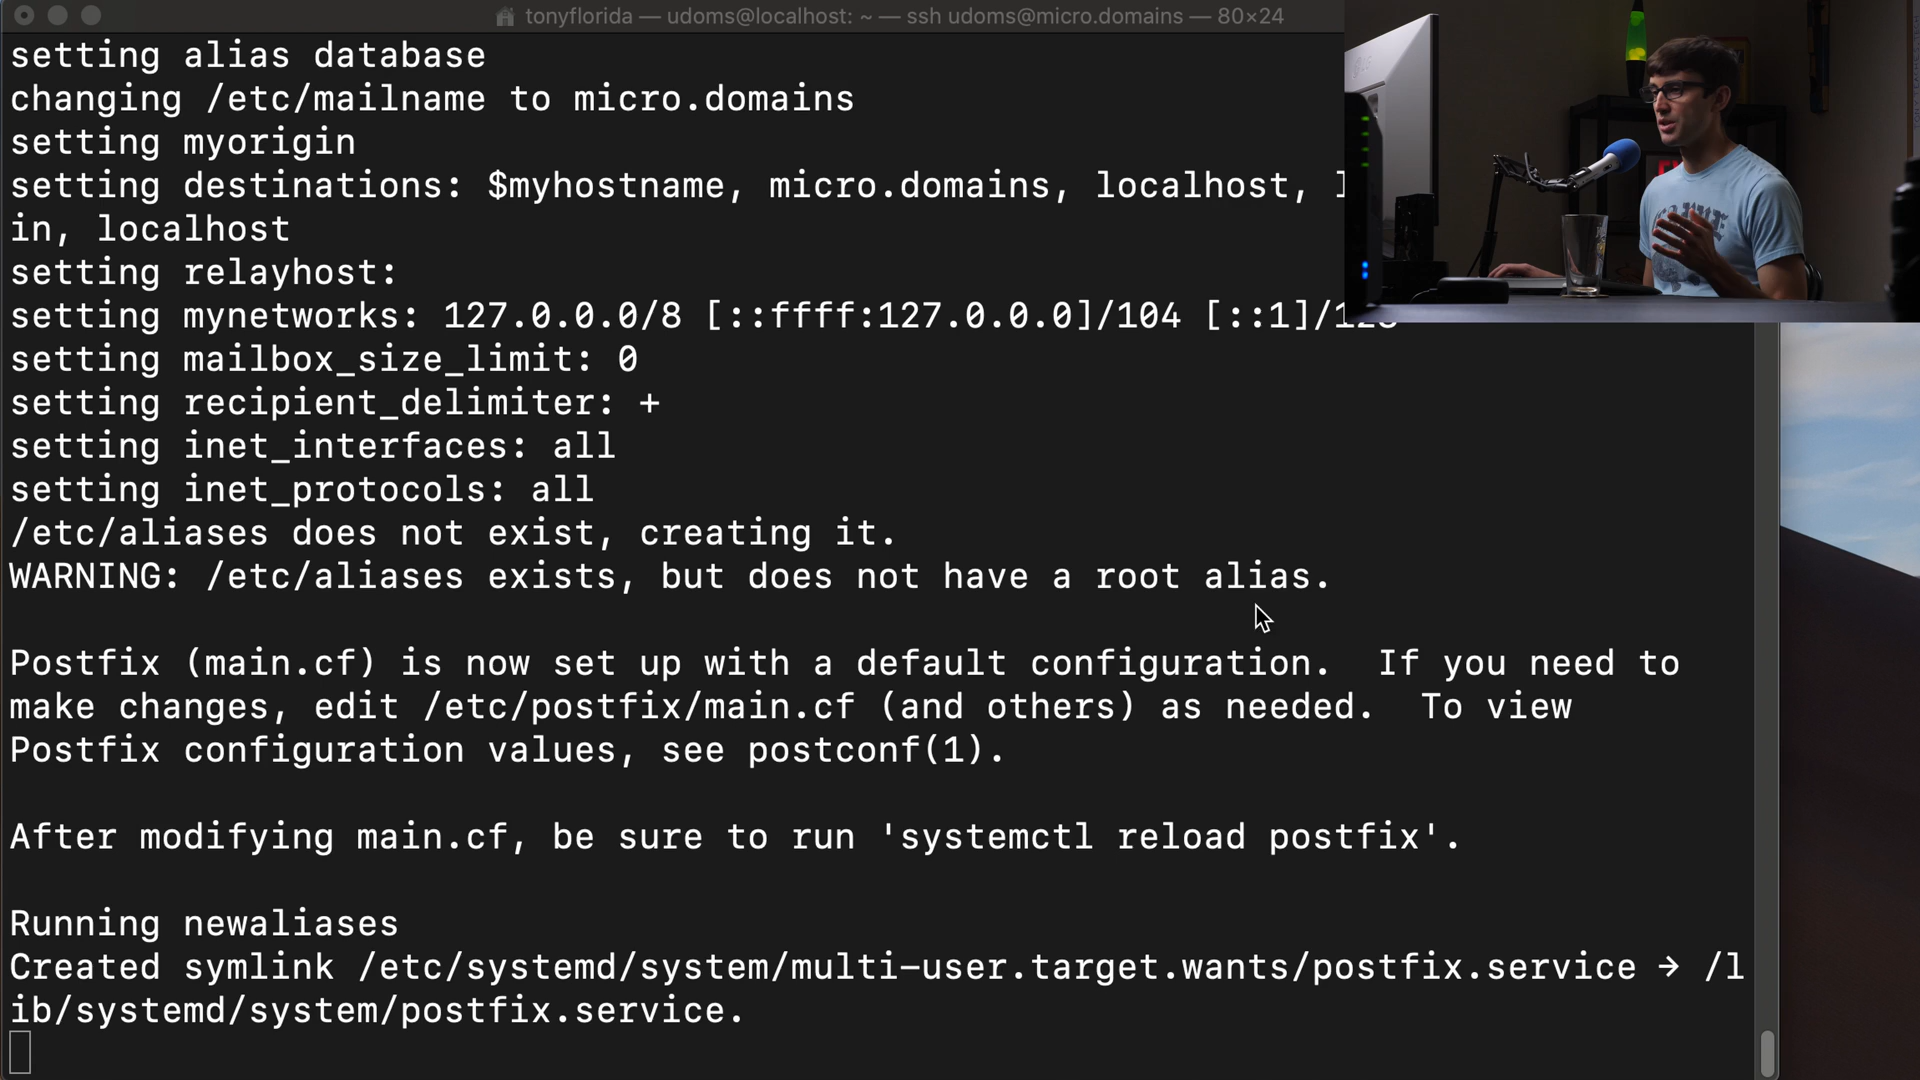 tonyflorida — udoms@localhost: ~ — ssh udoms@micro.domains — 80×24
setting alias database
changing /etc/mailname to micro.domains
setting myorigin
setting destinations: $myhostname, micro.domains, localhost,
in, localhost
setting relayhost:
setting mynetworks: 127.0.0.0/8 [::ffff:127.0.0.0]/104 [::1]/128
setting mailbox_size_limit: 0
setting recipient_delimiter: +
setting inet_interfaces: all
setting inet_protocols: all
/etc/aliases does not exist, creating it.
WARNING: /etc/aliases exists, but does not have a root alias.
Postfix (main.cf) is now set up with a default configuration.  If you need to
make changes, edit /etc/postfix/main.cf (and others) as needed.  To view
Postfix configuration values, see postconf(1).
After modifying main.cf, be sure to run 'systemctl reload postfix'.
Running newaliases
Created symlink /etc/systemd/system/multi-user.target.wants/postfix.service → /l
ib/systemd/system/postfix.service.